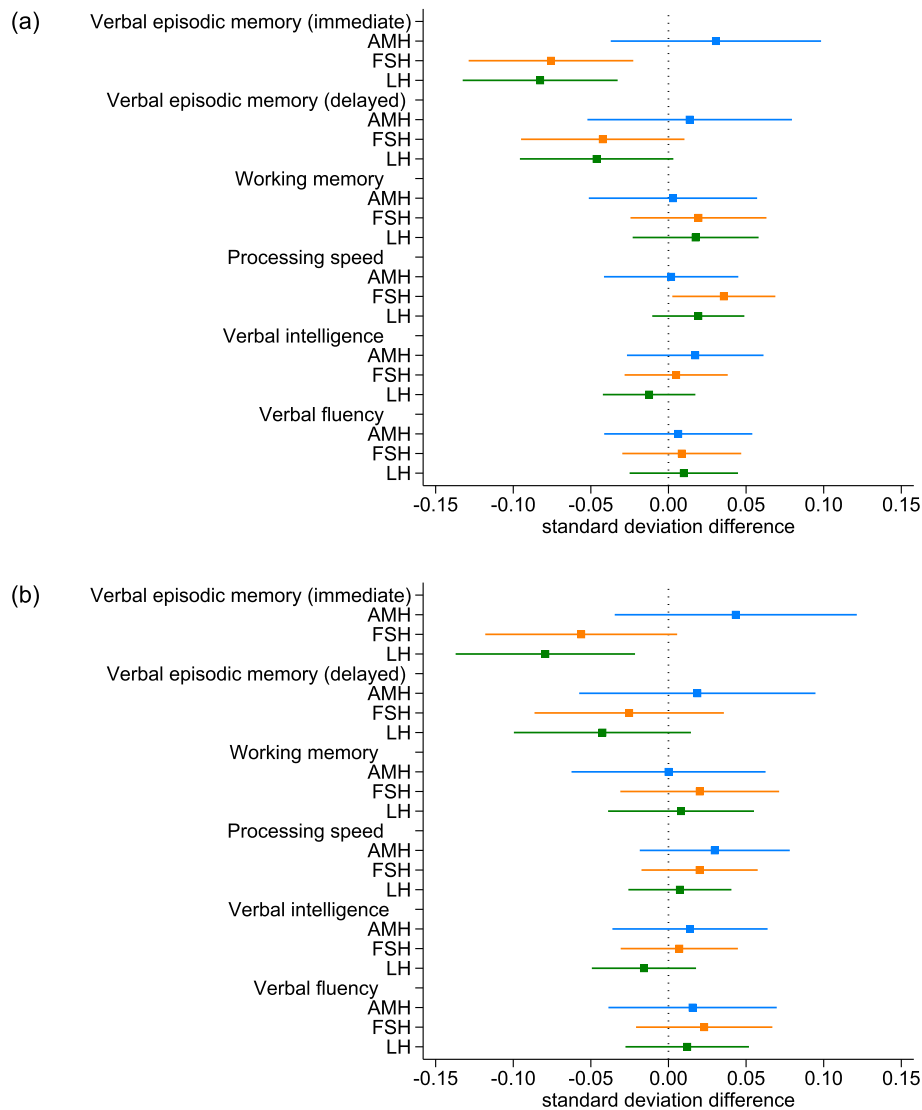 (a)
Verbal episodic memory (immediate)
AMH
FSH
LH
Verbal episodic memory (delayed)
AMH
FSH
LH
Working memory
AMH
FSH
LH
Processing speed
AMH
FSH
LH
Verbal intelligence
AMH
FSH
LH
Verbal fluency
AMH
FSH
LH
-0.15 -0.10 -0.05 0.00 0.05 0.10 0.15
standard deviation difference
(b)
Verbal episodic memory (immediate)
AMH
FSH
LH
Verbal episodic memory (delayed)
AMH
FSH
LH
Working memory
AMH
FSH
LH
Processing speed
AMH
FSH
LH
Verbal intelligence
AMH
FSH
LH
Verbal fluency
AMH
FSH
LH
-0.15 -0.10 -0.05 0.00 0.05 0.10 0.15
standard deviation difference